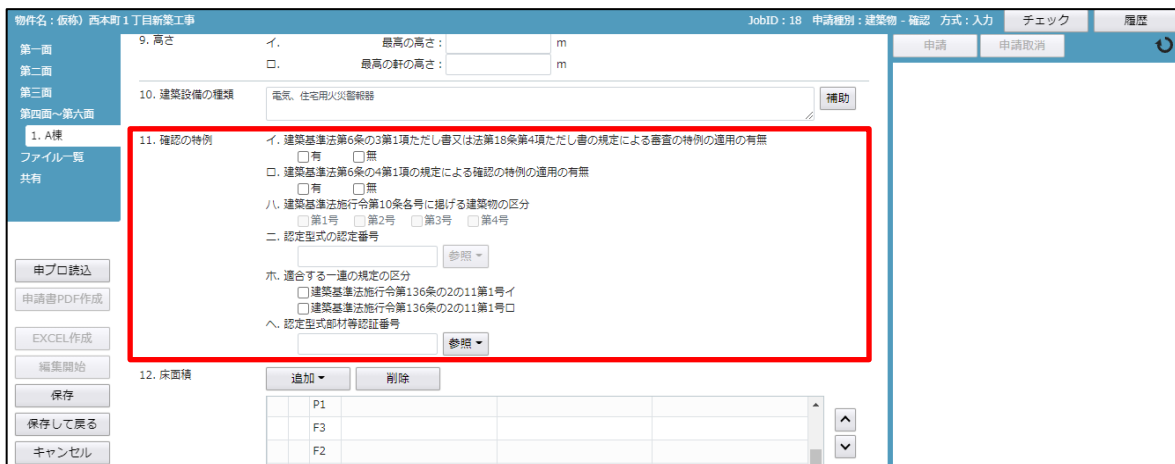 物件名：仮称）西本町１丁目新築工事
JobID：18 申請種別：建築物 - 確認 方式：入力
チェック
履歴
第一面
第二面
第三面
第四面～第六面
1. A棟
ファイル一覧
共有
申プロ読込
申請書PDF作成
EXCEL作成
編集開始
保存
保存して戻る
キャンセル
9. 高さ
イ. 最高の高さ： m
ロ. 最高の軒の高さ： m
10. 建築設備の種類
電気、住宅用火災警報器
補助
11. 確認の特例
イ. 建築基準法第6条の3第1項ただし書又は法第18条第4項ただし書の規定による審査の特例の適用の有無
有 無
ロ. 建築基準法第6条の4第1項の規定による確認の特例の適用の有無
有 無
ハ. 建築基準法施行令第10条各号に掲げる建築物の区分
第1号 第2号 第3号 第4号
ニ. 認定型式の認定番号
参照
ホ. 適合する一連の規定の区分
建築基準法施行令第136条の2の11第1号イ
建築基準法施行令第136条の2の11第1号ロ
ヘ. 認定型式部材等認証番号
参照
12. 床面積
追加 削除
P1
F3
F2
申請 申請取消